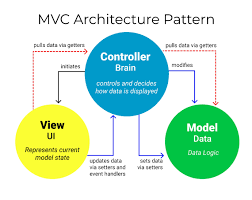 MVC Architecture Pattern
pulls data via getters
pulls data via getters
Controller
Brain
controls and decides
how data is displayed
initiates
modifies
View
UI
Represents current
model state
Model
Data
Data Logic
updates data
via setters and
event handlers
sets data
via setters